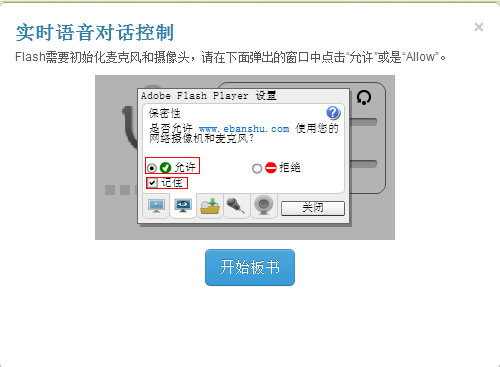 实时语音对话控制
Flash需要初始化麦克风和摄像头，请在下面弹出的窗口中点击“允许”或是“Allow”。
Adobe Flash Player 设置
保密性
是否允许 www.ebanshu.com 使用您的
网络摄像机和麦克风?
允许
拒绝
记住
关闭
开始板书